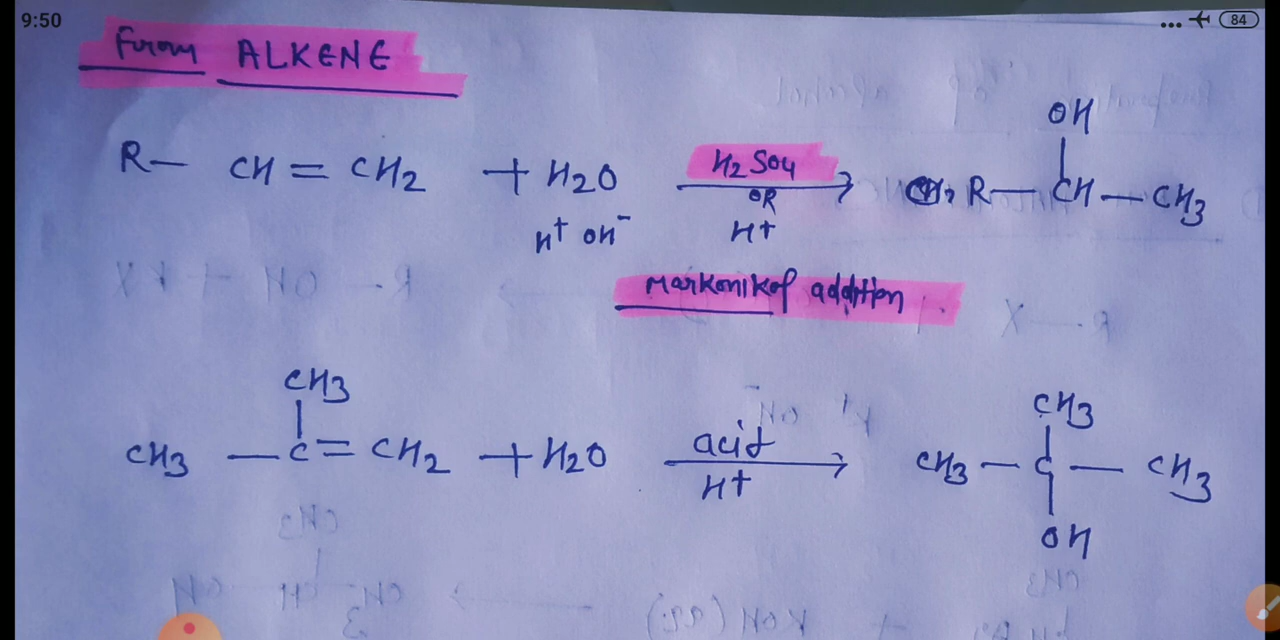 9:50
84
From ALKENE
OH
R— CH = CH2 + H2O H2SO4 R—CH—CH3
OR
H+ OH- H+
Markonikof addition
CH3 CH3
CH3 —C=CH2 +H2O acid CH3—C—CH3
H+
OH